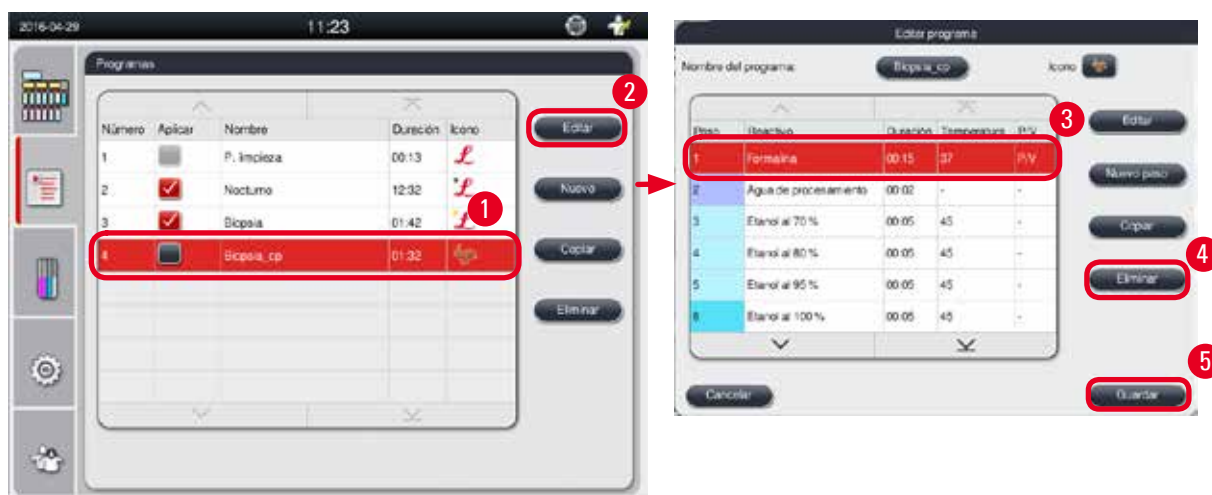 2016-04-29 11:23
Programas
Número Aplicar Nombre Duración Icono
1 P. limpieza 00:13
2 Nocturno 12:32
3 Biopsia 01:42
4 Biopsia_cp 01:32
Editar
Nuevo
Copiar
Eliminar
1
2
Editar programa
Nombre del programa: Biopsia_cp Icono
Paso Reactivo Duración Temperatura P/V
1 Formalina 00:15 37 P/V
2 Agua de procesamiento 00:02 - -
3 Etanol al 70 % 00:05 45 -
4 Etanol al 80 % 00:05 45 -
5 Etanol al 95 % 00:05 45 -
6 Etanol al 100 % 00:05 45 -
Editar
Nuevo paso
Copiar
Eliminar
3
4
5
Cancelar Guardar